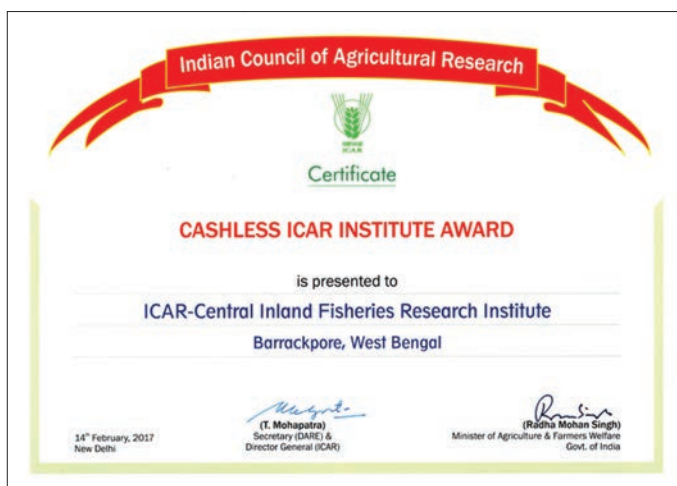 Indian Council of Agricultural Research
ICAR
Certificate
CASHLESS ICAR INSTITUTE AWARD
is presented to
ICAR-Central Inland Fisheries Research Institute
Barrackpore, West Bengal
14th February, 2017
New Delhi
(T. Mohapatra)
Secretary (DARE) &
Director General (ICAR)
(Radha Mohan Singh)
Minister of Agriculture & Farmers Welfare
Govt. of India